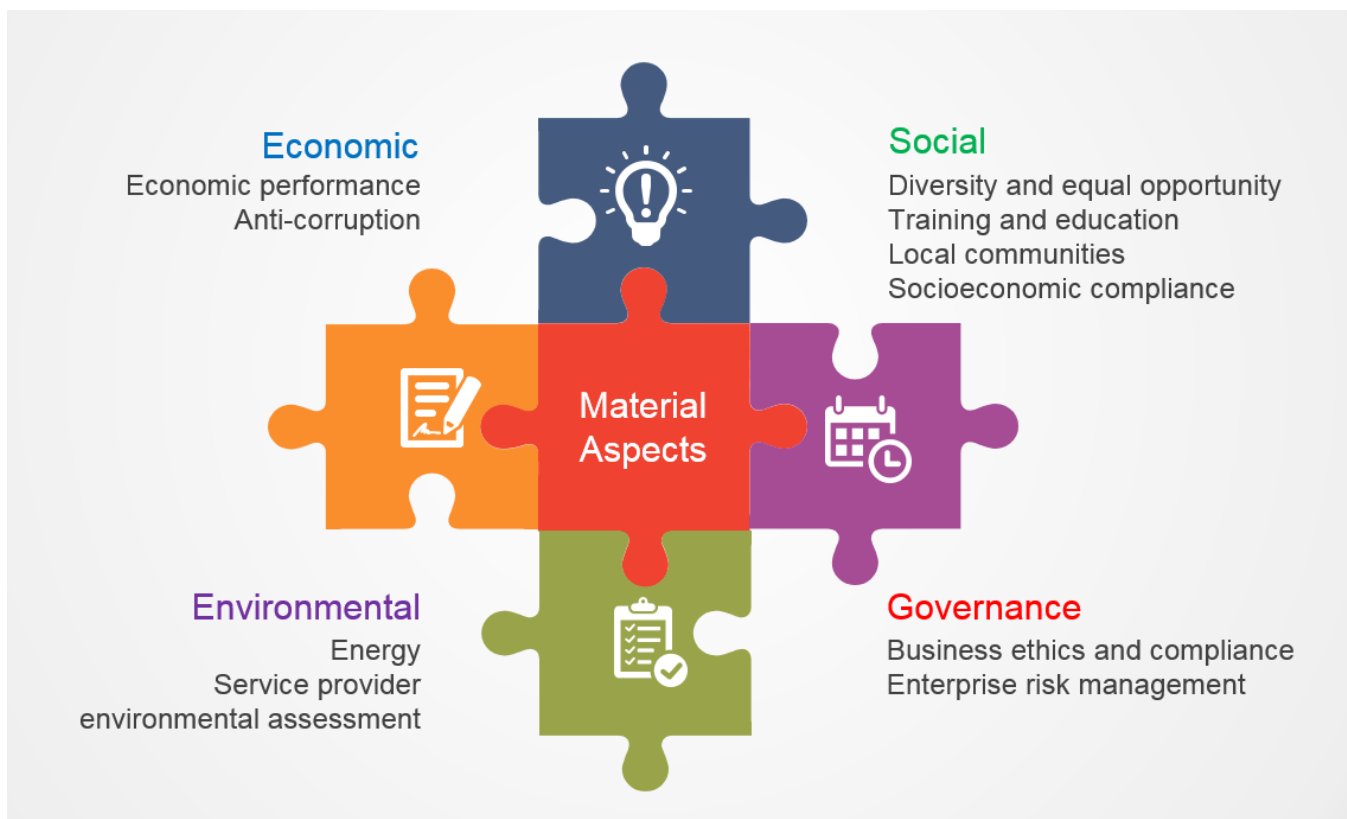 Economic
Economic performance
Anti-corruption
Social
Diversity and equal opportunity
Training and education
Local communities
Socioeconomic compliance
Material
Aspects
Environmental
Energy
Service provider
environmental assessment
Governance
Business ethics and compliance
Enterprise risk management